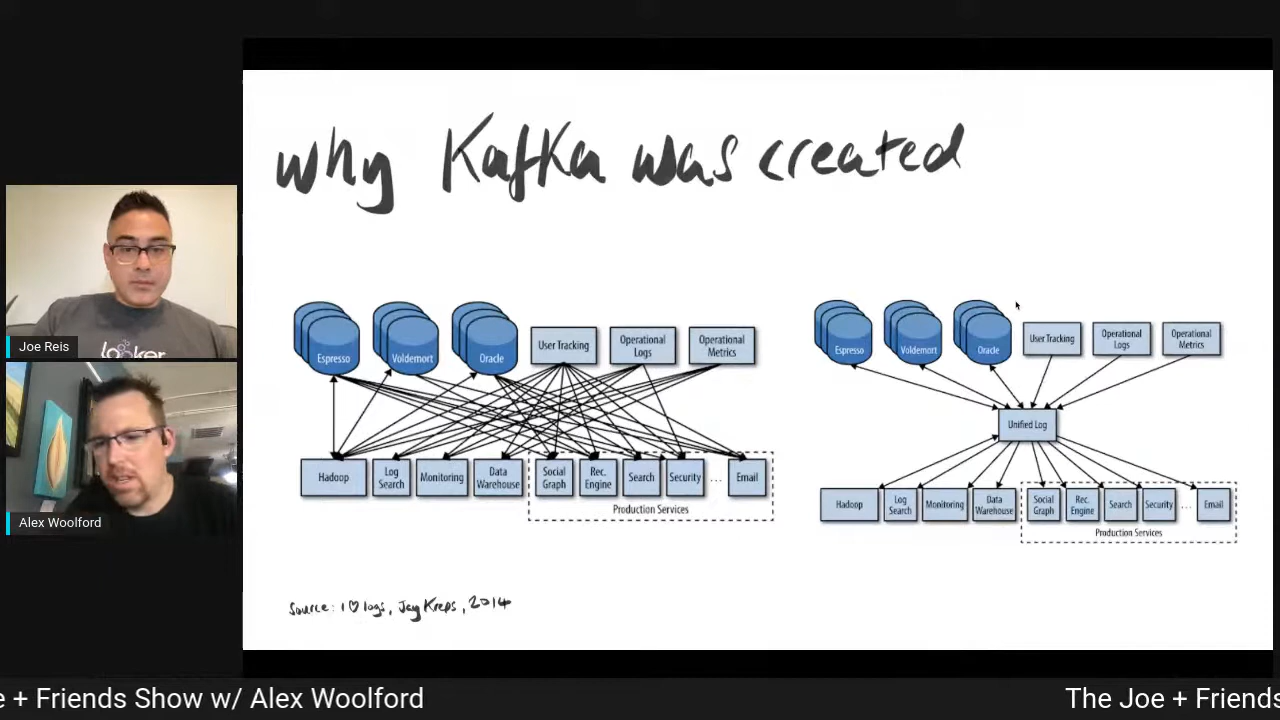 why Kafka was created
Espresso
Voldemort
Oracle
User Tracking
Operational
Logs
Operational
Metrics
Hadoop
Log
Search
Monitoring
Data
Warehouse
Social
Graph
Rec.
Engine
Search
Security
...
Email
Production Services
Espresso
Voldemort
Oracle
User Tracking
Operational
Logs
Operational
Metrics
Unified Log
Hadoop
Log
Search
Monitoring
Data
Warehouse
Social
Graph
Rec.
Engine
Search
Security
...
Email
Production Services
Source: I ♡ logs, Jay Kreps, 2014
looker
Joe Reis
Alex Woolford
e + Friends Show w/ Alex Woolford
The Joe + Friends